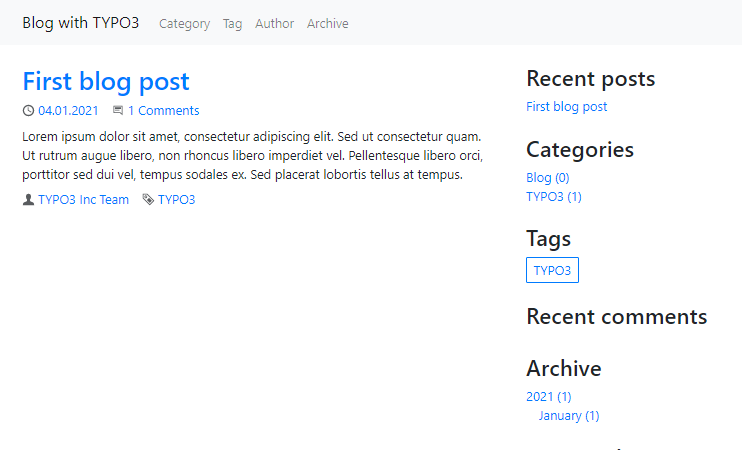 Blog with TYPO3 Category Tag Author Archive
First blog post
04.01.2021 1 Comments
Lorem ipsum dolor sit amet, consectetur adipiscing elit. Sed ut consectetur quam.
Ut rutrum augue libero, non rhoncus libero imperdiet vel. Pellentesque libero orci,
porttitor sed dui vel, tempus sodales ex. Sed placerat lobortis tellus at tempus.
TYPO3 Inc Team TYPO3
Recent posts
First blog post
Categories
Blog (0)
TYPO3 (1)
Tags
TYPO3
Recent comments
Archive
2021 (1)
January (1)